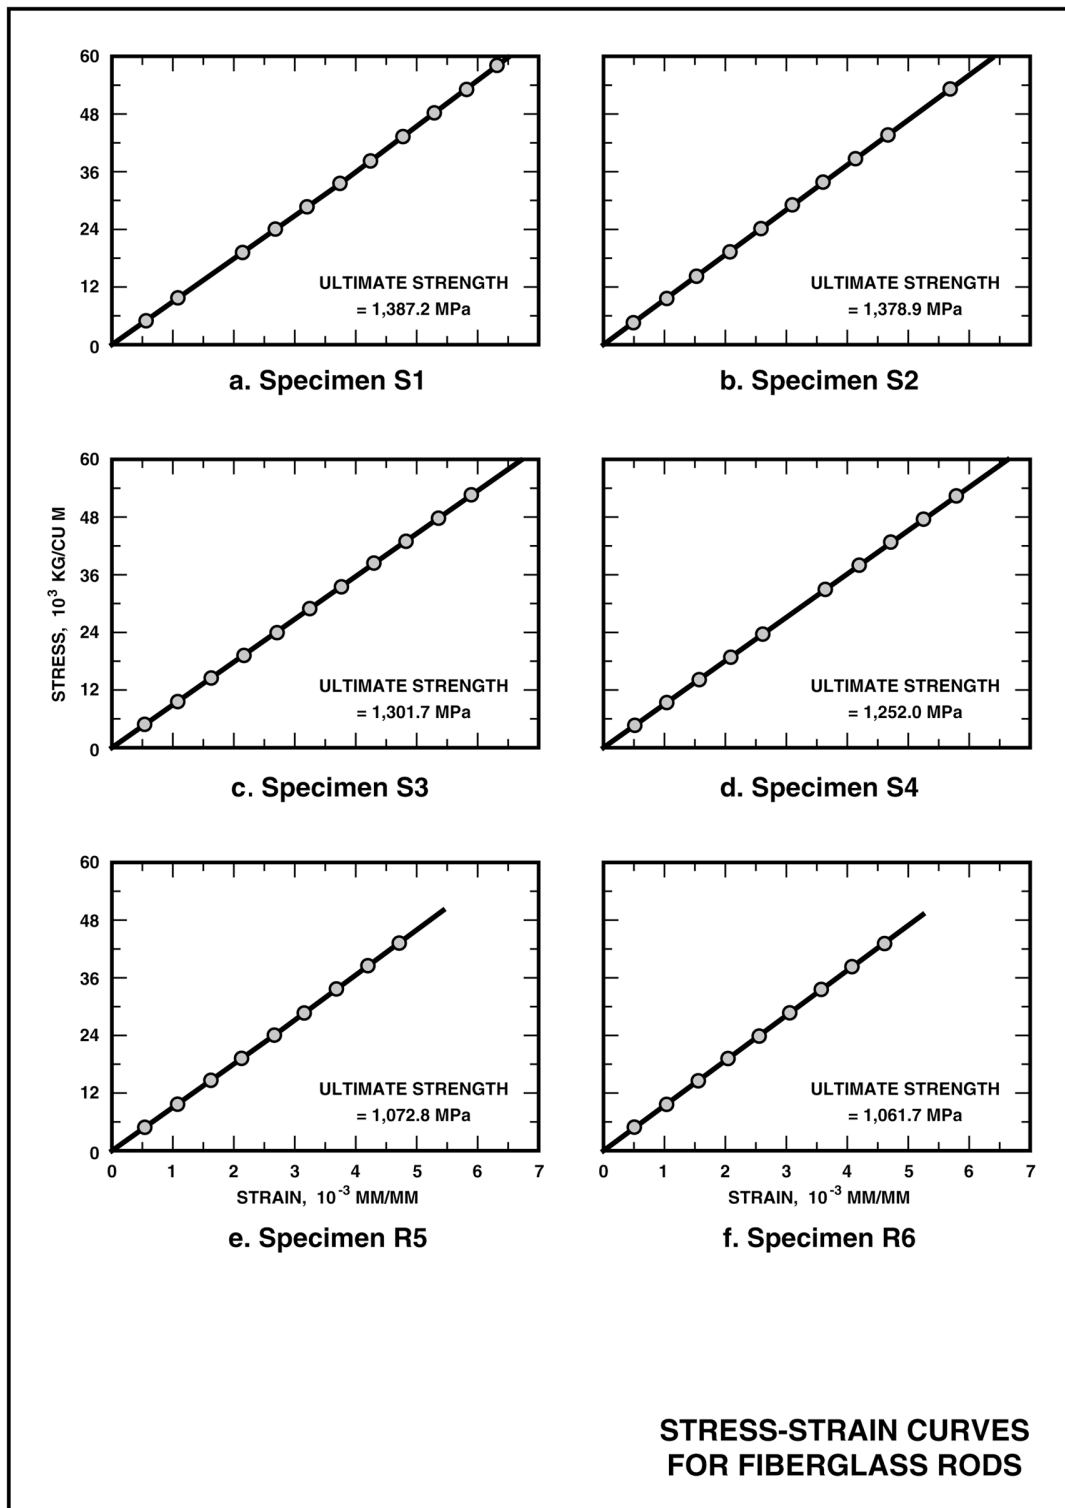 60
48
36
24
12
0
ULTIMATE STRENGTH
= 1,387.2 MPa
a. Specimen S1
ULTIMATE STRENGTH
= 1,378.9 MPa
b. Specimen S2
STRESS, 10³ KG/CU M
60
48
36
24
12
0
ULTIMATE STRENGTH
= 1,301.7 MPa
c. Specimen S3
ULTIMATE STRENGTH
= 1,252.0 MPa
d. Specimen S4
60
48
36
24
12
0
ULTIMATE STRENGTH
= 1,072.8 MPa
0 1 2 3 4 5 6 7
STRAIN, 10⁻³ MM/MM
e. Specimen R5
ULTIMATE STRENGTH
= 1,061.7 MPa
0 1 2 3 4 5 6 7
STRAIN, 10⁻³ MM/MM
f. Specimen R6
STRESS-STRAIN CURVES
FOR FIBERGLASS RODS